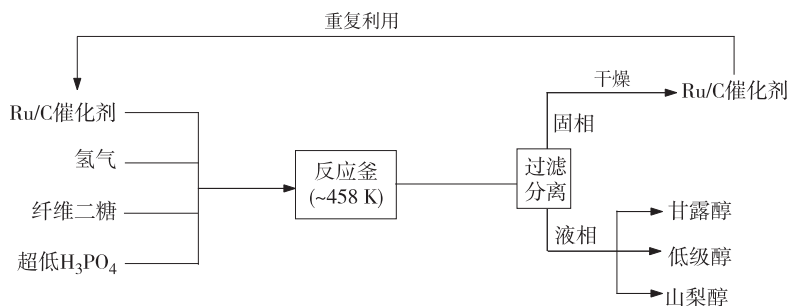 重复利用
Ru/C催化剂
氢气
纤维二糖
超低H₃PO₄
反应釜
(~458 K)
过滤
分离
固相
干燥
Ru/C催化剂
液相
甘露醇
低级醇
山梨醇